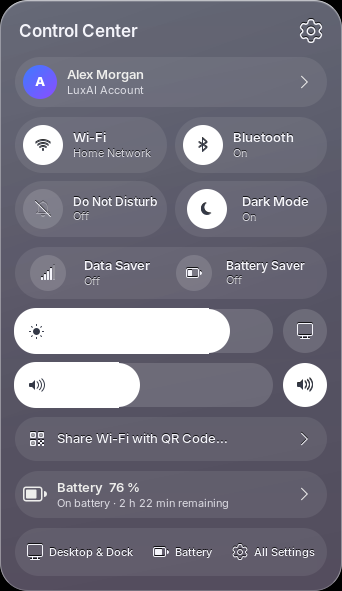 Control Center
A
Alex Morgan
LuxAI Account
Wi-Fi
Home Network
Bluetooth
On
Do Not Disturb
Off
Dark Mode
On
Data Saver
Off
Battery Saver
Off
Share Wi-Fi with QR Code...
Battery 76 %
On battery · 2 h 22 min remaining
Desktop & Dock Battery All Settings